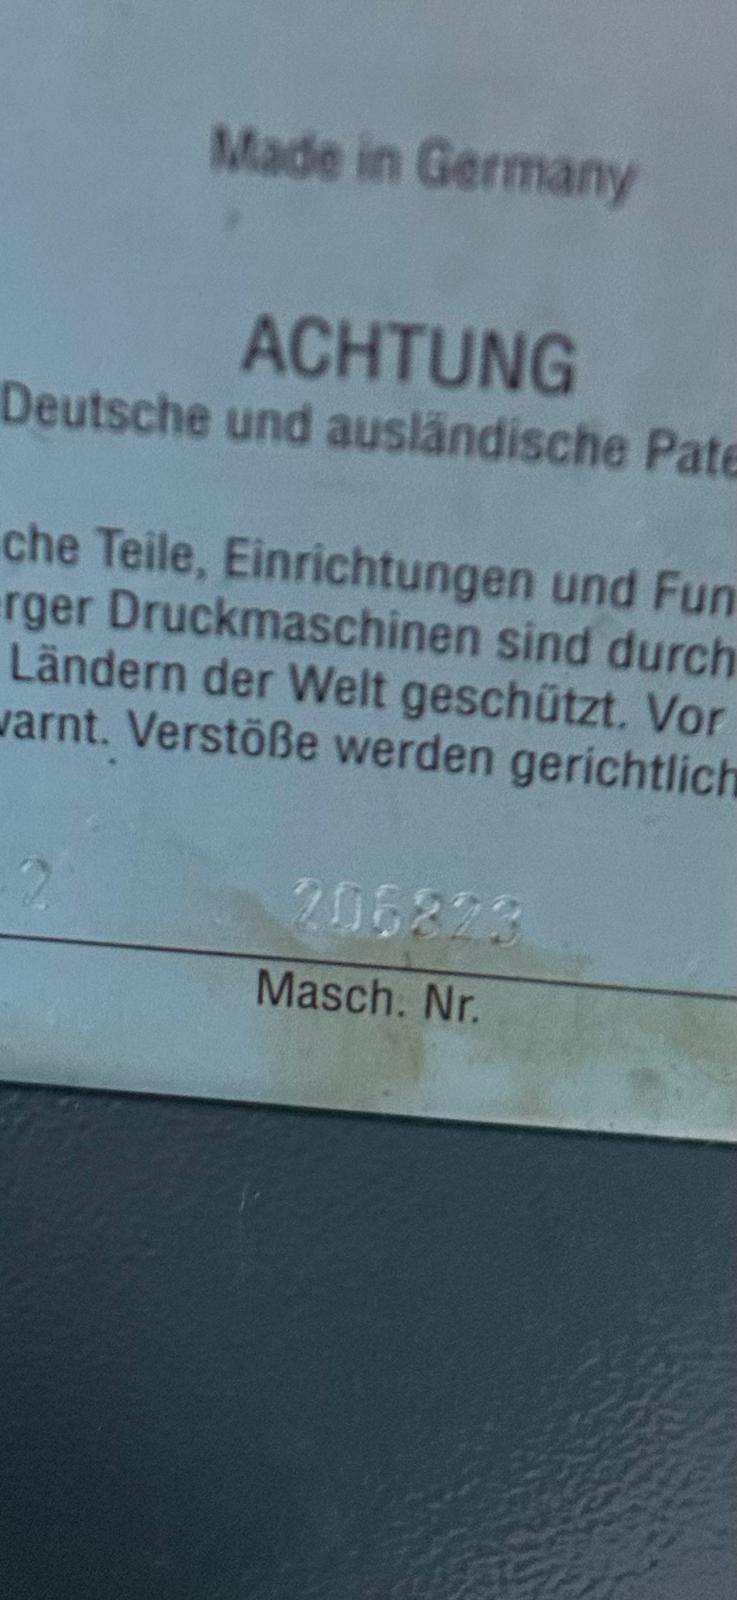 Made in Germany
ACHTUNG
Deutsche und ausländische Pate
che Teile, Einrichtungen und Fun
rger Druckmaschinen sind durch
Ländern der Welt geschützt. Vor
varnt. Verstöße werden gerichtlich
2 206823
Masch. Nr.